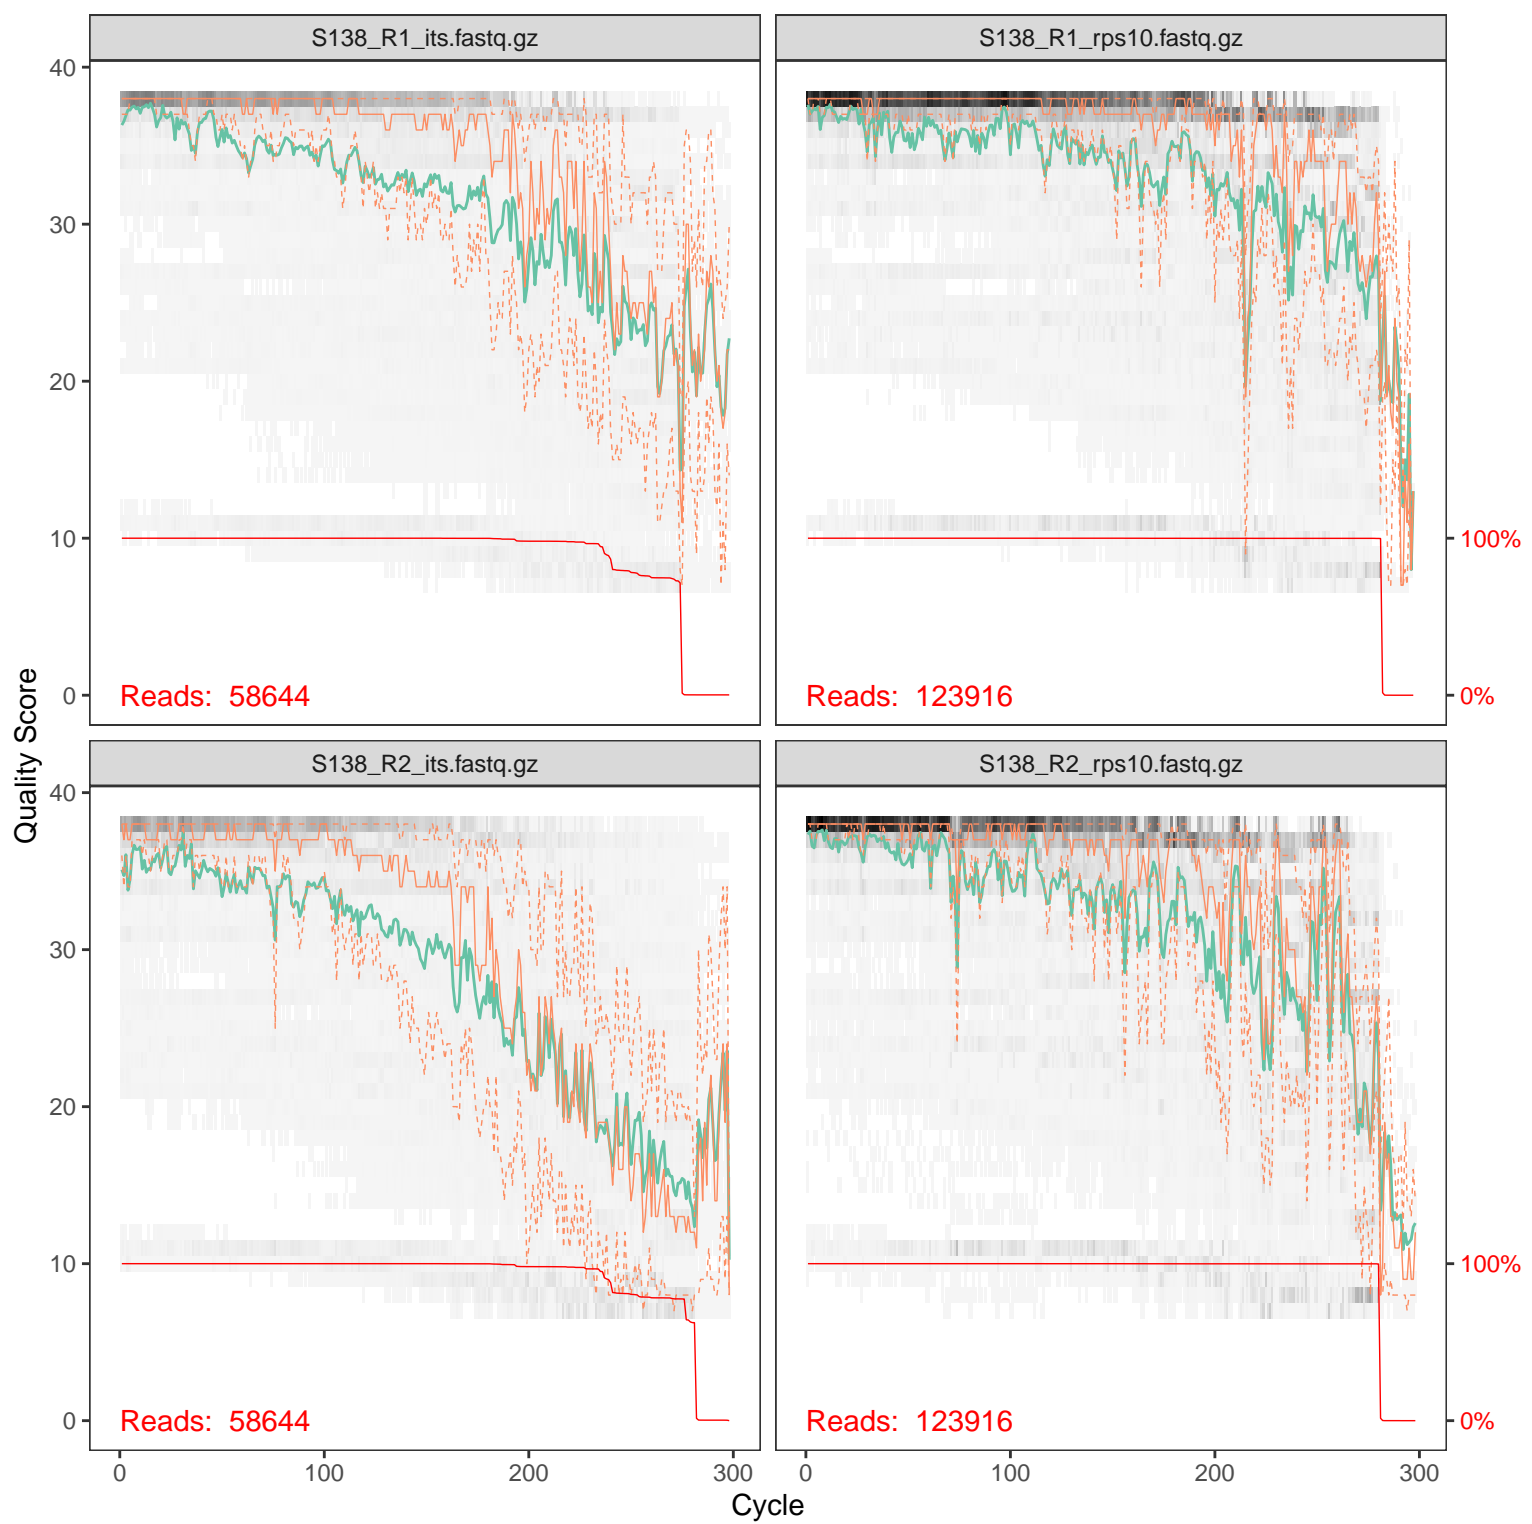 S138_R1_its.fastq.gz
S138_R1_rps10.fastq.gz
40
30
20
10
0
Reads: 58644
Reads: 123916
100%
0%
Quality Score
S138_R2_its.fastq.gz
S138_R2_rps10.fastq.gz
40
30
20
10
0
Reads: 58644
Reads: 123916
100%
0%
0 100 200 300
0 100 200 300
Cycle